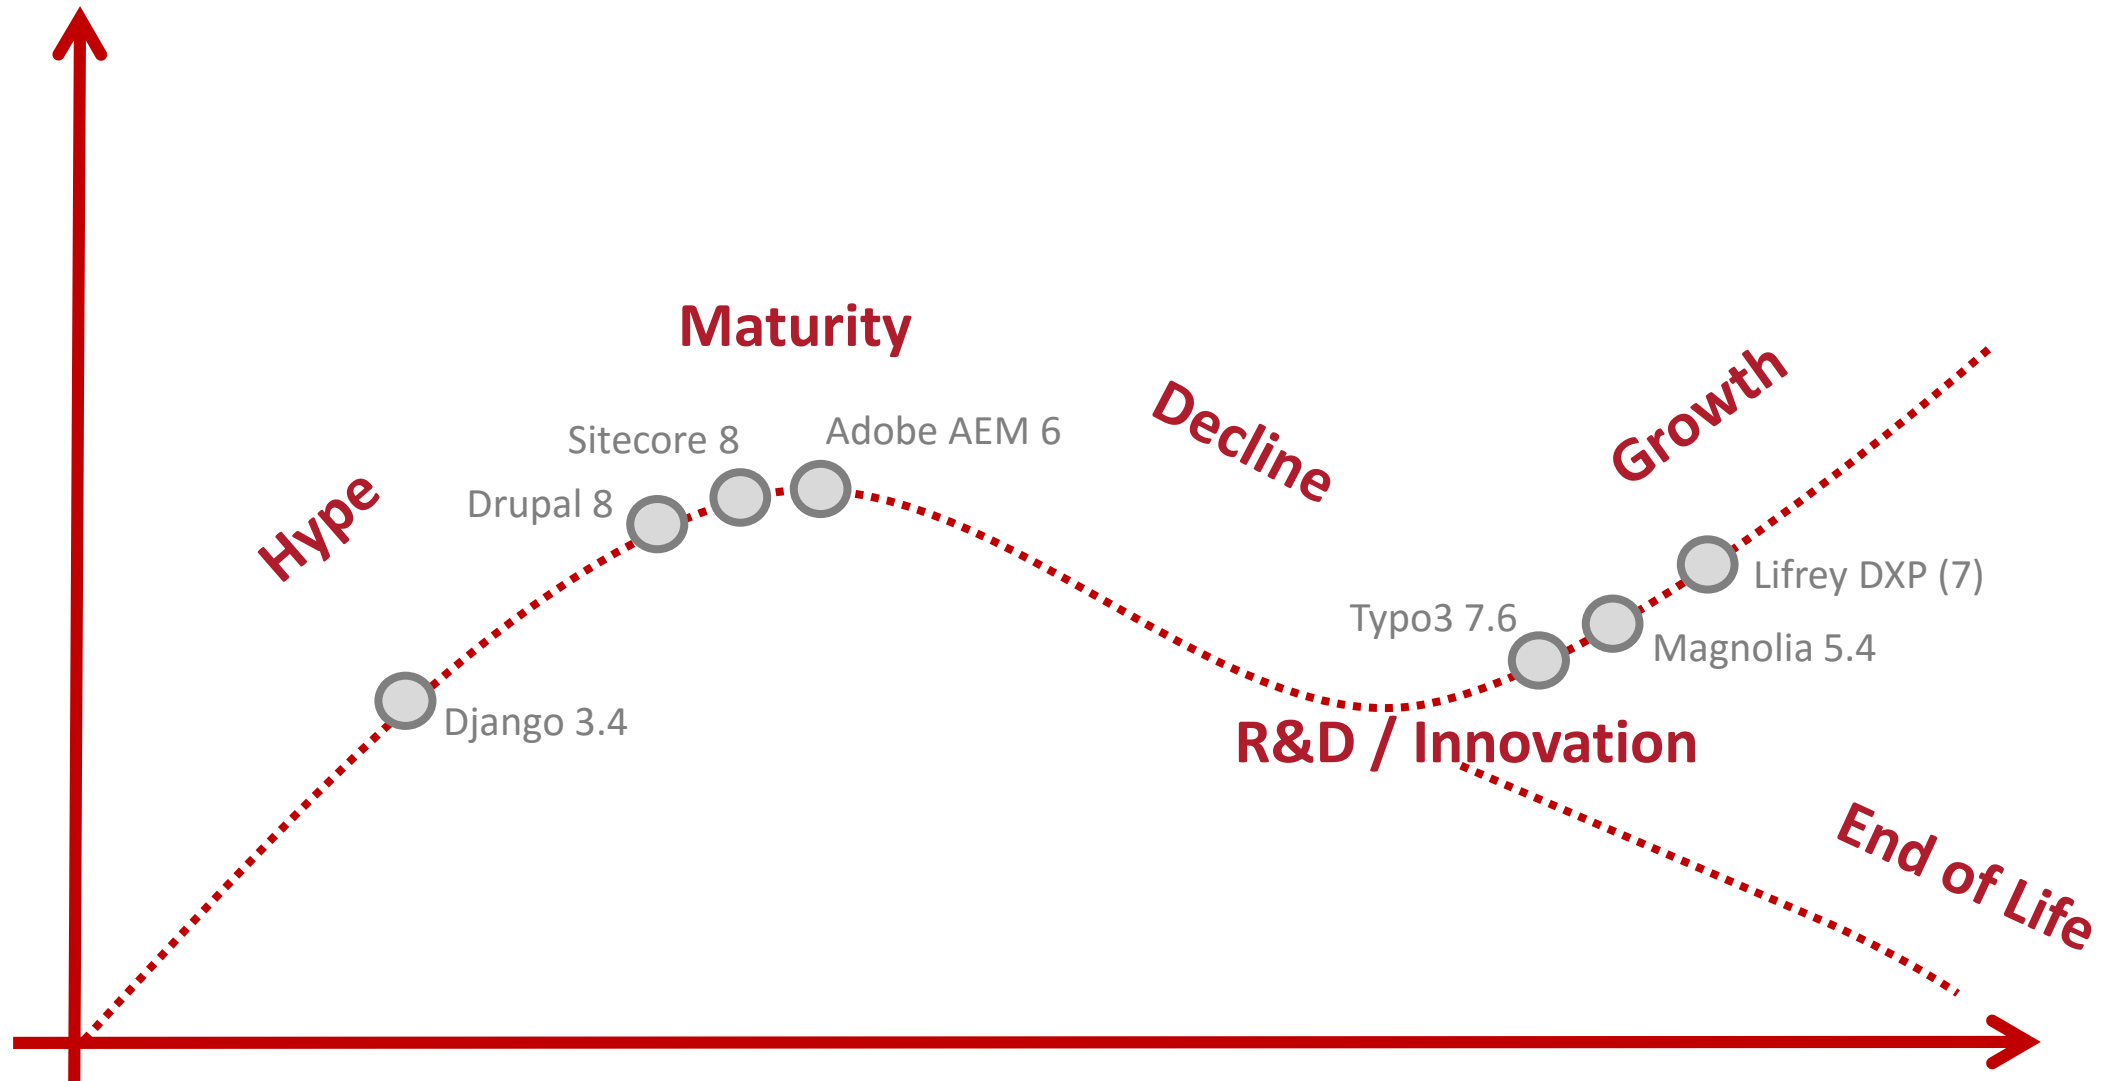 Maturity
Decline
Growth
Hype
Sitecore 8
Adobe AEM 6
Drupal 8
Django 3.4
Typo3 7.6
Lifrey DXP (7)
Magnolia 5.4
R&D / Innovation
End of Life